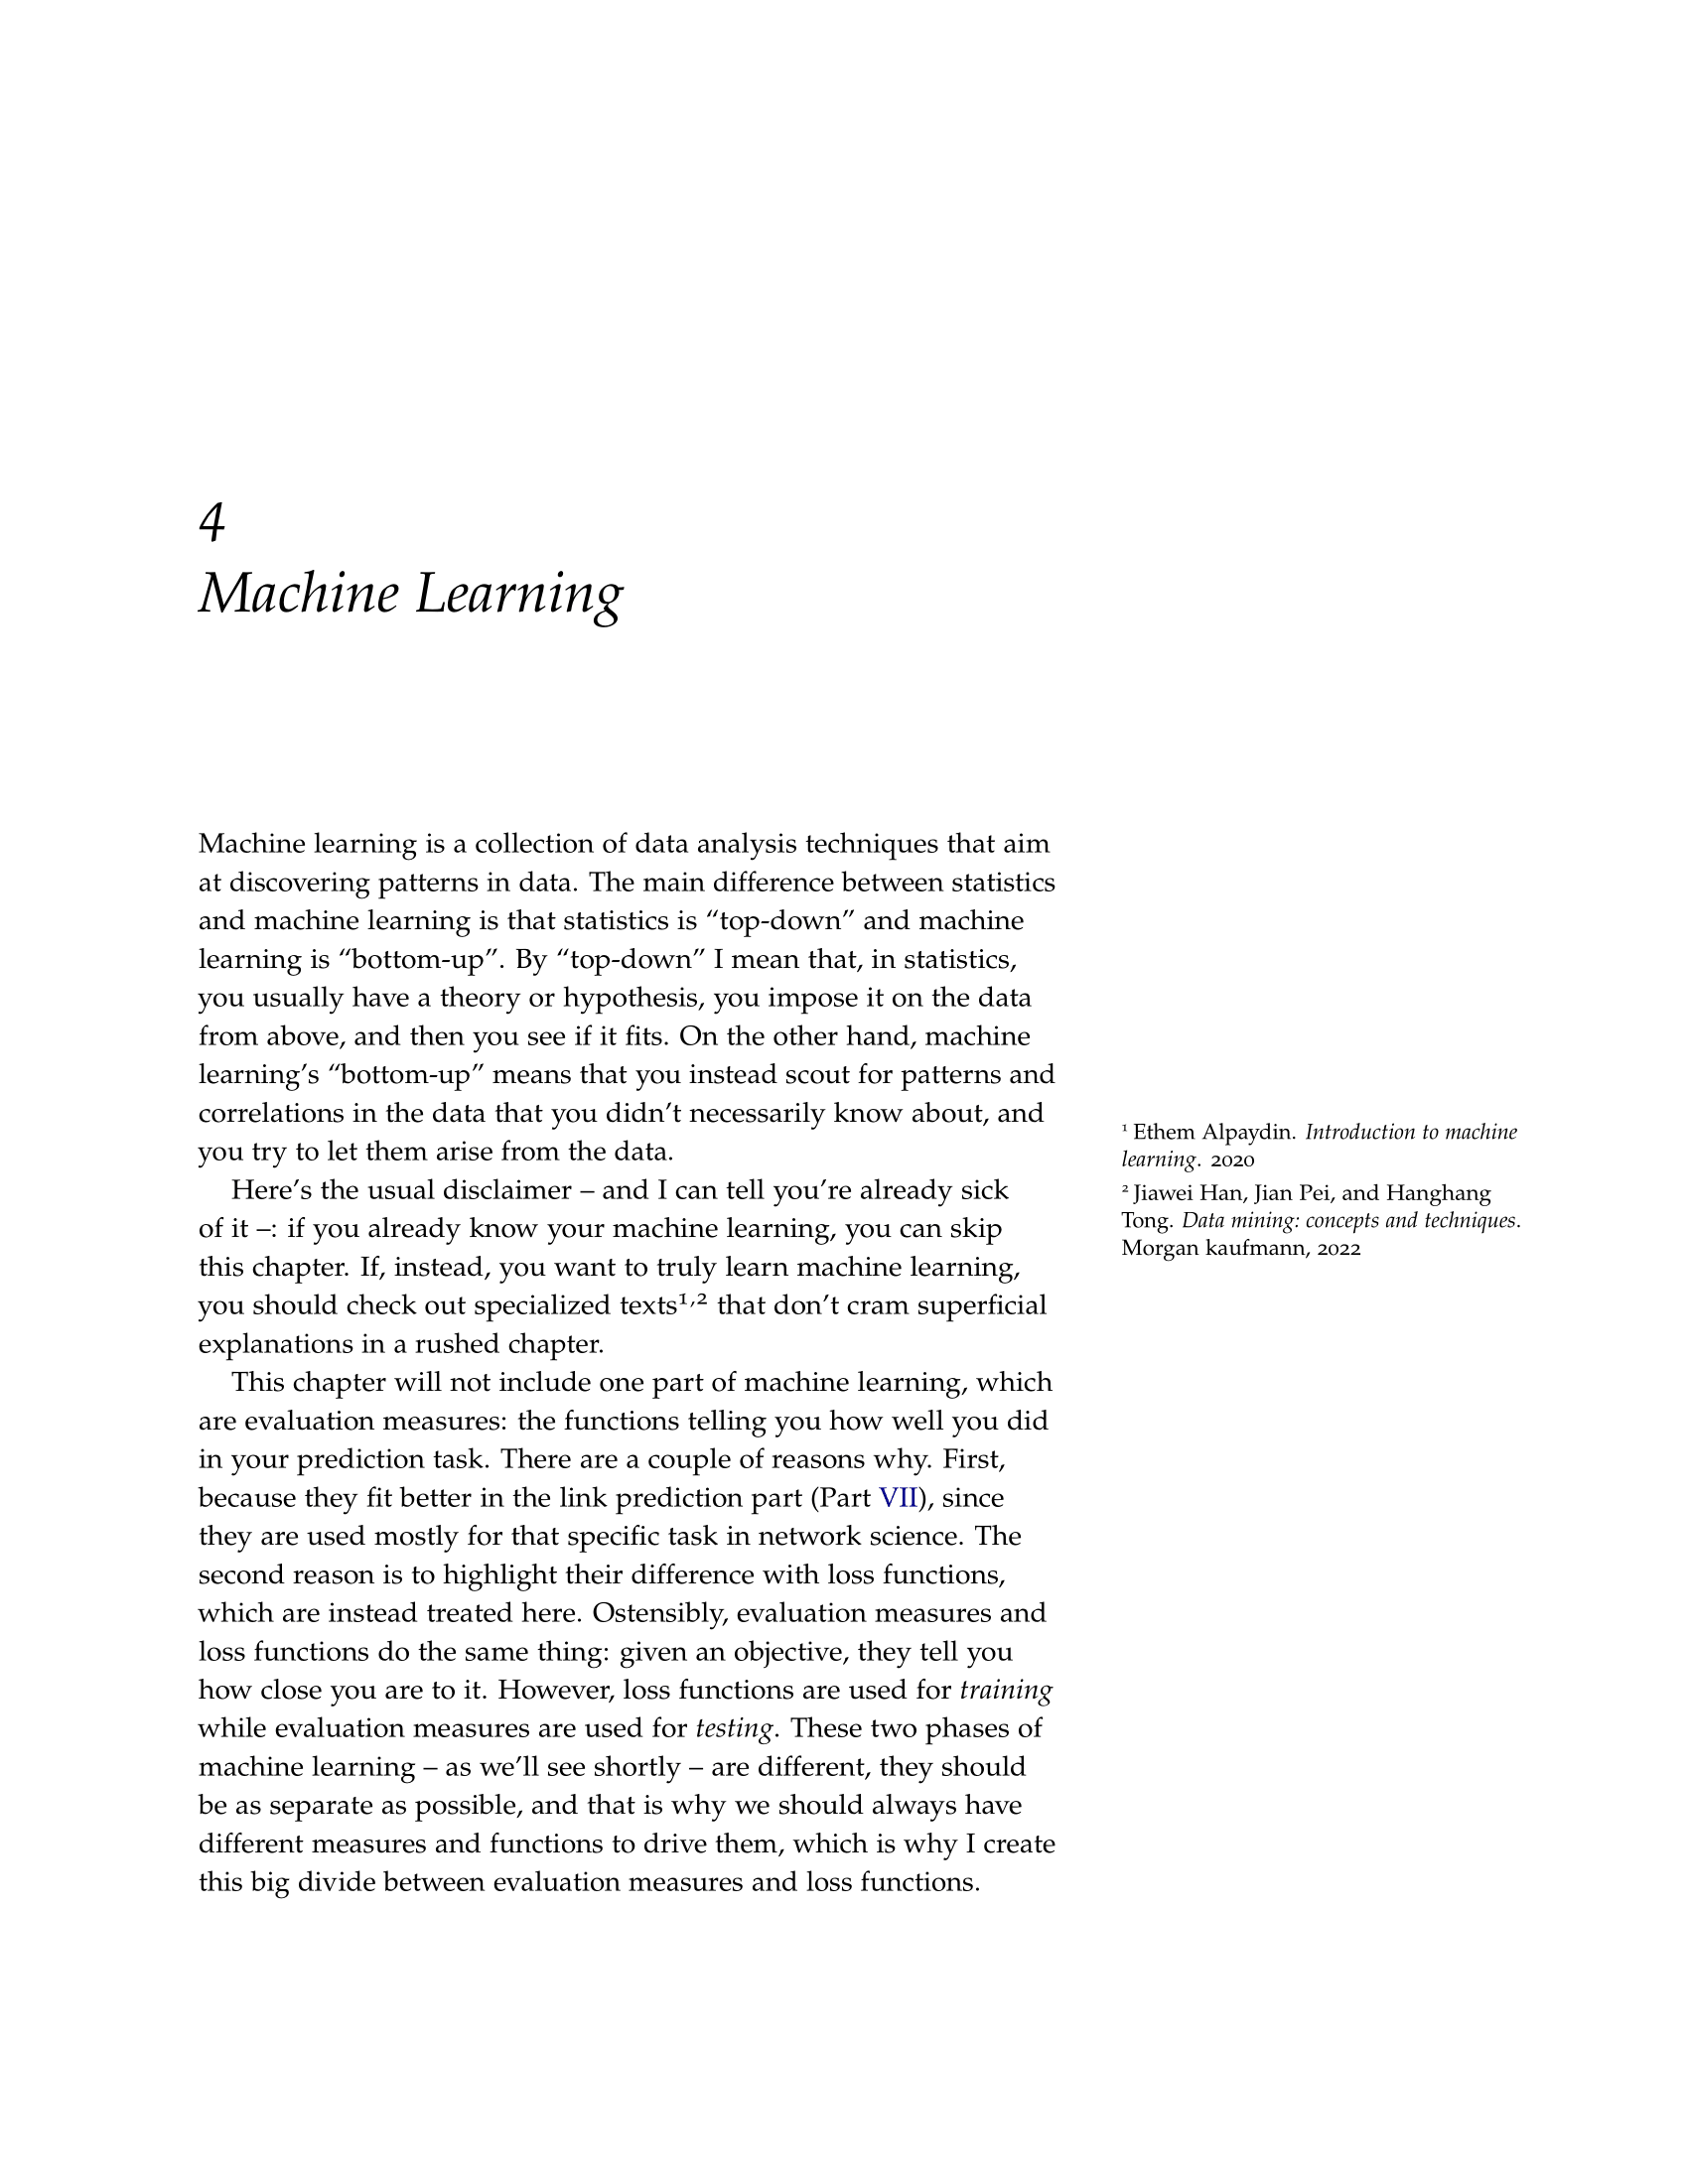 4
Machine Learning
Machine learning is a collection of data analysis techniques that aim
at discovering patterns in data. The main difference between statistics
and machine learning is that statistics is “top-down” and machine
learning is “bottom-up”. By “top-down” I mean that, in statistics,
you usually have a theory or hypothesis, you impose it on the data
from above, and then you see if it fits. On the other hand, machine
learning’s “bottom-up” means that you instead scout for patterns and
correlations in the data that you didn’t necessarily know about, and
you try to let them arise from the data.
Here’s the usual disclaimer – and I can tell you’re already sick
of it –: if you already know your machine learning, you can skip
this chapter. If, instead, you want to truly learn machine learning,
you should check out specialized texts¹,² that don’t cram superficial
explanations in a rushed chapter.
This chapter will not include one part of machine learning, which
are evaluation measures: the functions telling you how well you did
in your prediction task. There are a couple of reasons why. First,
because they fit better in the link prediction part (Part VII), since
they are used mostly for that specific task in network science. The
second reason is to highlight their difference with loss functions,
which are instead treated here. Ostensibly, evaluation measures and
loss functions do the same thing: given an objective, they tell you
how close you are to it. However, loss functions are used for training
while evaluation measures are used for testing. These two phases of
machine learning – as we’ll see shortly – are different, they should
be as separate as possible, and that is why we should always have
different measures and functions to drive them, which is why I create
this big divide between evaluation measures and loss functions.
¹ Ethem Alpaydin. Introduction to machine
learning. 2020
² Jiawei Han, Jian Pei, and Hanghang
Tong. Data mining: concepts and techniques.
Morgan kaufmann, 2022